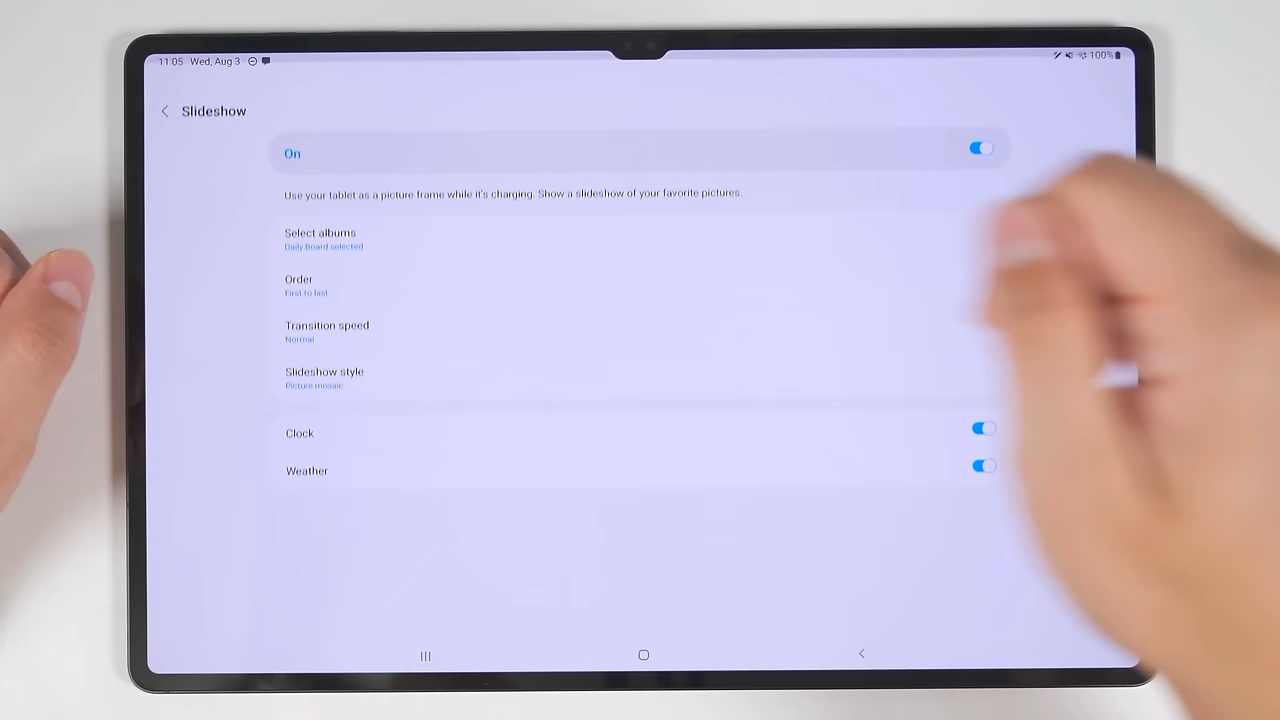 11:05 Wed, Aug 3
100%
Slideshow
On
Use your tablet as a picture frame while it's charging. Show a slideshow of your favorite pictures.
Select albums
Daily Board selected
Order
First to last
Transition speed
Normal
Slideshow style
Picture mosaic
Clock
Weather